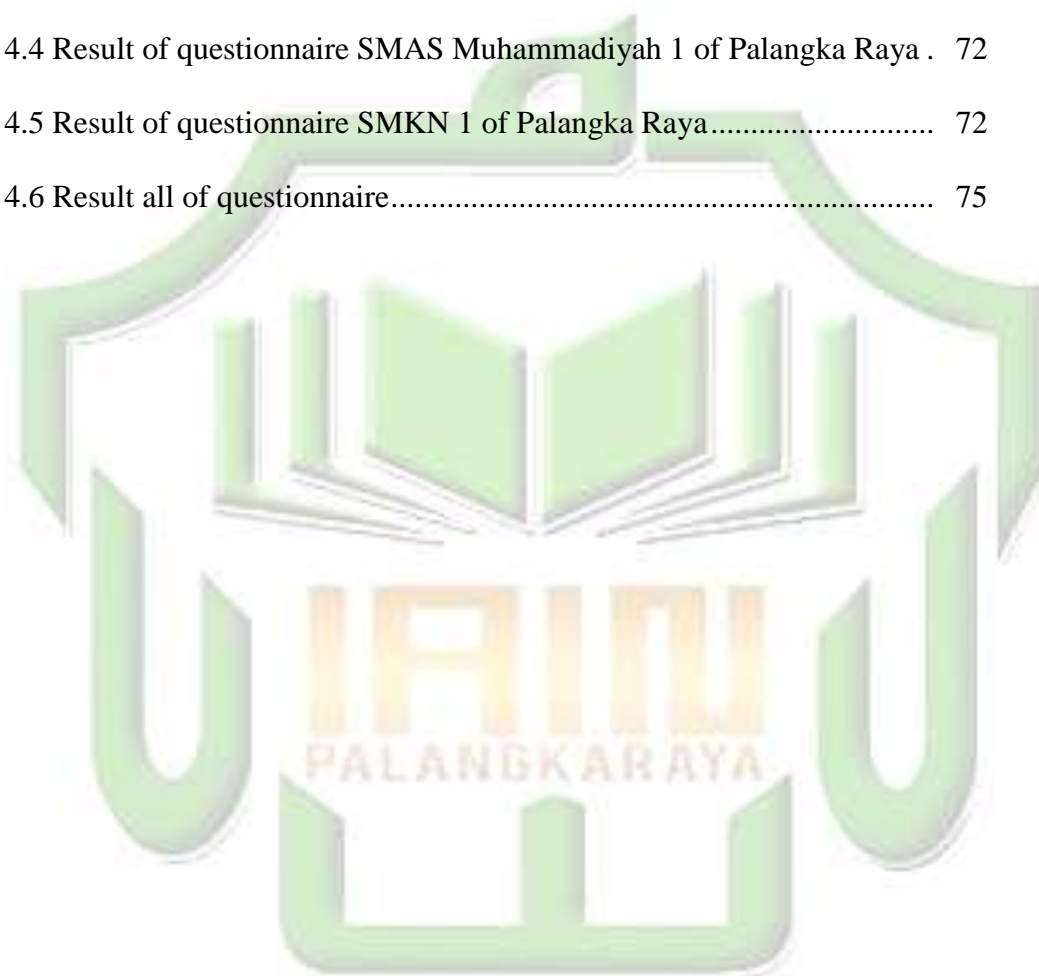 4.4 Result of questionnaire SMAS Muhammadiyah 1 of Palangka Raya . 72
4.5 Result of questionnaire SMKN 1 of Palangka Raya.......................... 72
4.6 Result all of questionnaire............................................................... 75
IAIN
PALANGKARAYA